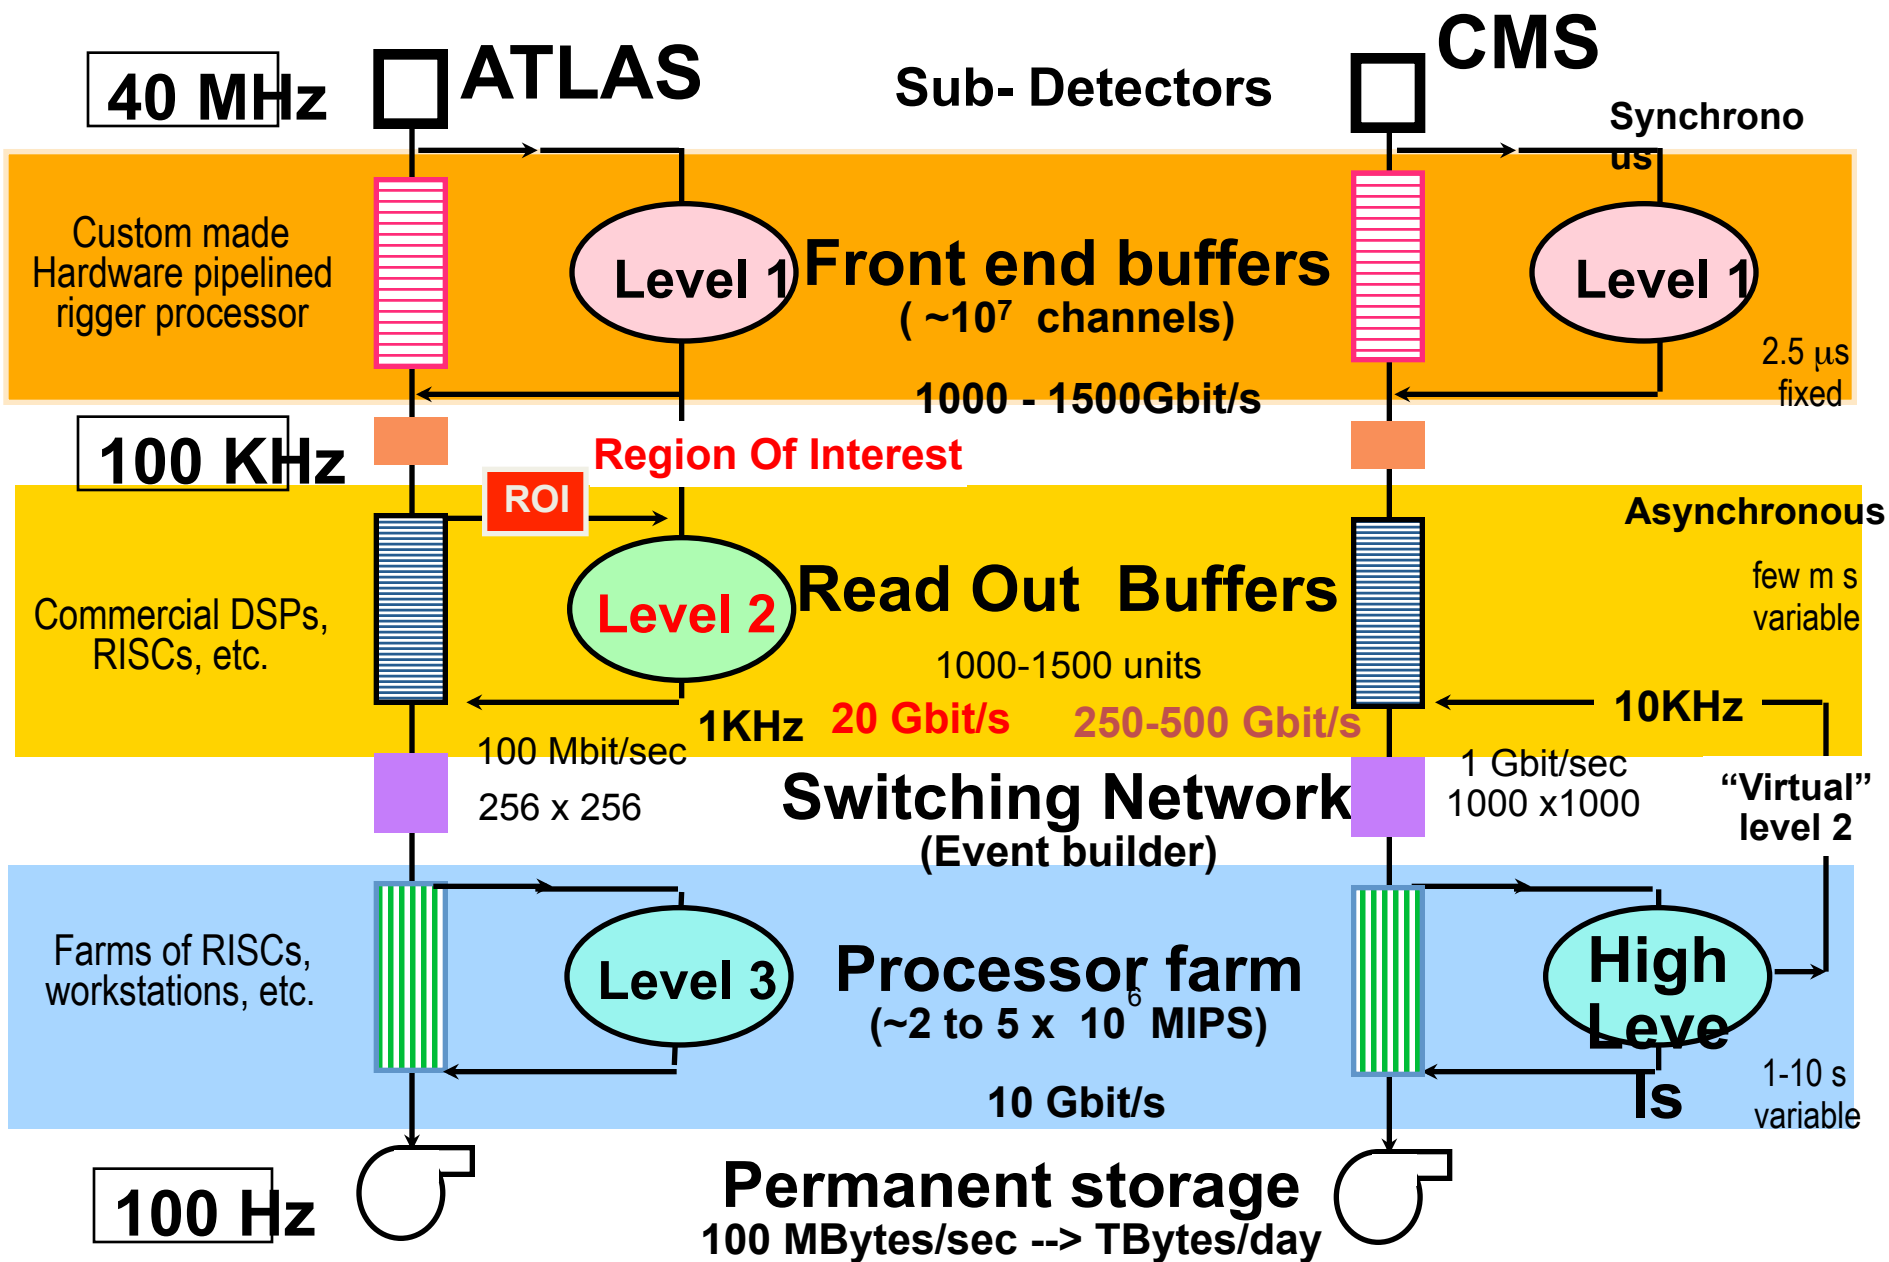 ATLAS
CMS
40 MHz
Sub- Detectors
Synchrono
us
Custom made
Hardware pipelined
rigger processor
Level 1
Front end buffers
( ~10⁷ channels)
Level 1
2.5 μs
fixed
1000 - 1500Gbit/s
100 KHz
Region Of Interest
ROI
Asynchronous
Commercial DSPs,
RISCs, etc.
Level 2
Read Out Buffers
few m s
variable
1000-1500 units
1KHz
20 Gbit/s
250-500 Gbit/s
10KHz
100 Mbit/sec
256 x 256
Switching Network
(Event builder)
1 Gbit/sec
1000 x1000
“Virtual”
level 2
Farms of RISCs,
workstations, etc.
Level 3
Processor farm
(~2 to 5 x 10⁶ MIPS)
High
Leve
ls
10 Gbit/s
1-10 s
variable
100 Hz
Permanent storage
100 MBytes/sec --> TBytes/day